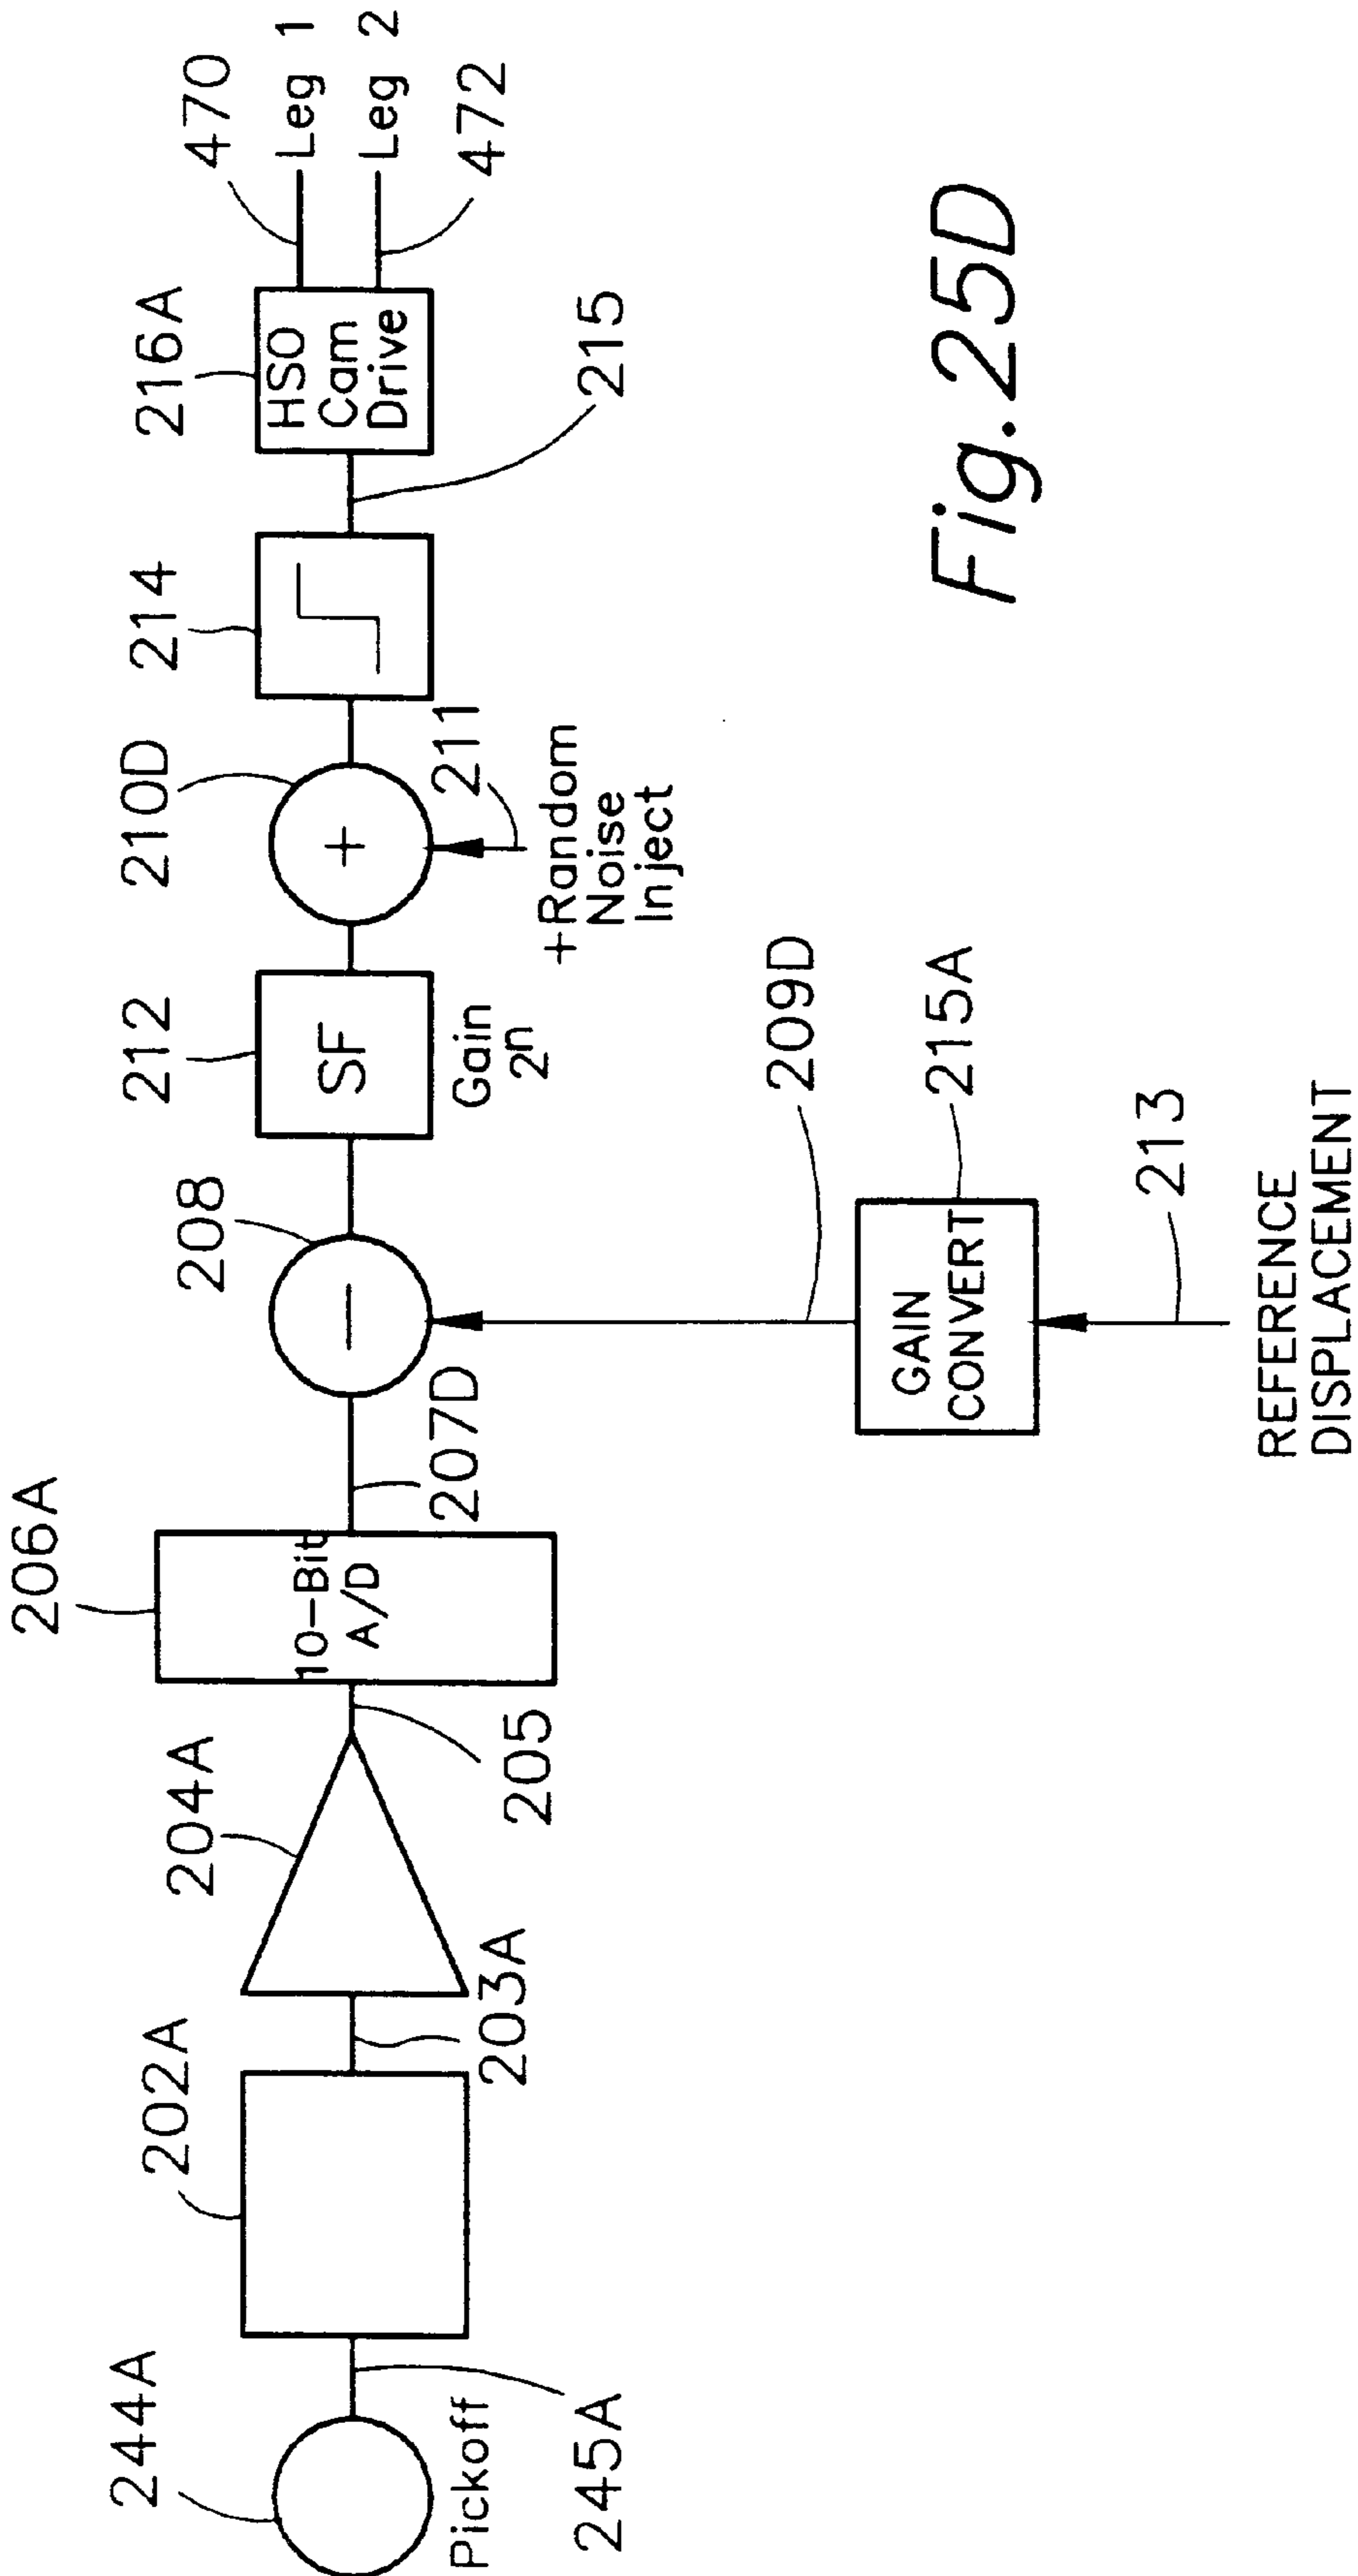 244A
Pickoff
245A
202A
203A
204A
205
206A
10-Bit
A/D
207D
208
−
209D
GAIN
CONVERT
215A
213
REFERENCE
DISPLACEMENT
212
SF
Gain
2n
210D
+
211
+Random
Noise
Inject
214
215
216A
HSO
Cam
Drive
470
Leg 1
Leg 2
472
Fig. 25D